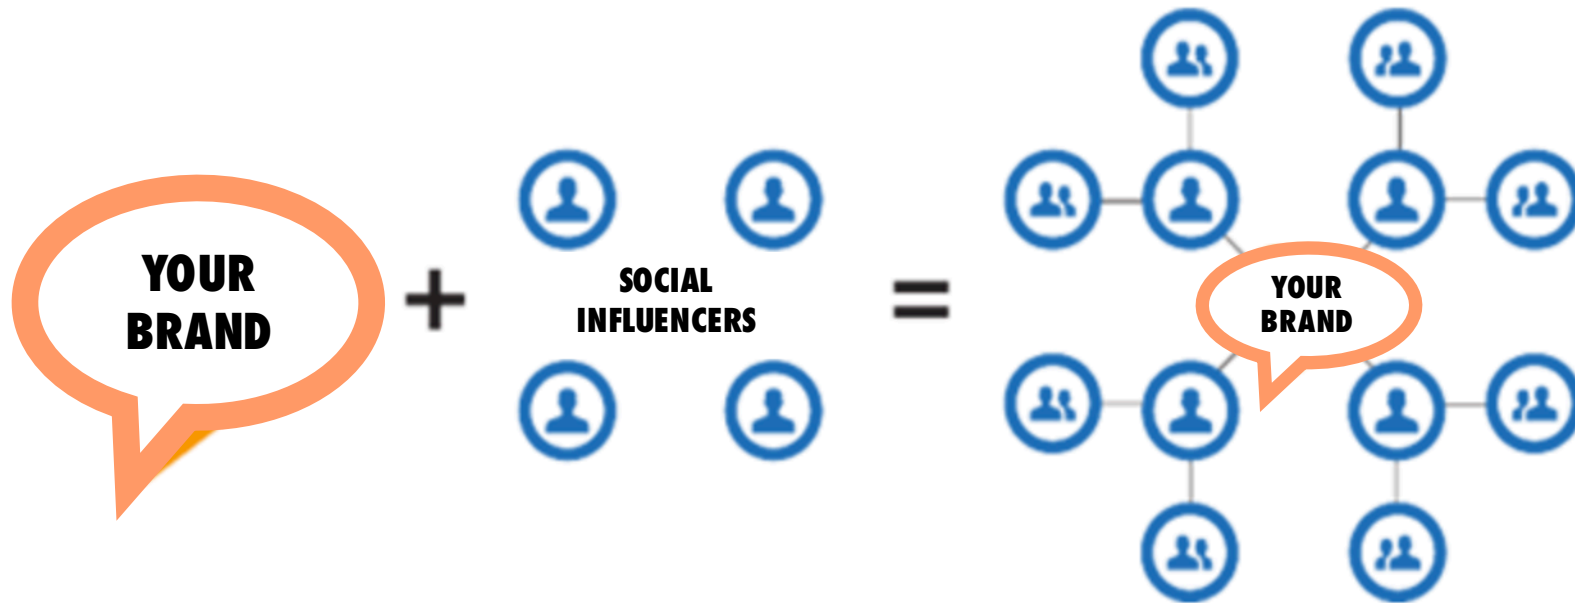 YOUR
BRAND
+
SOCIAL
INFLUENCERS
=
YOUR
BRAND